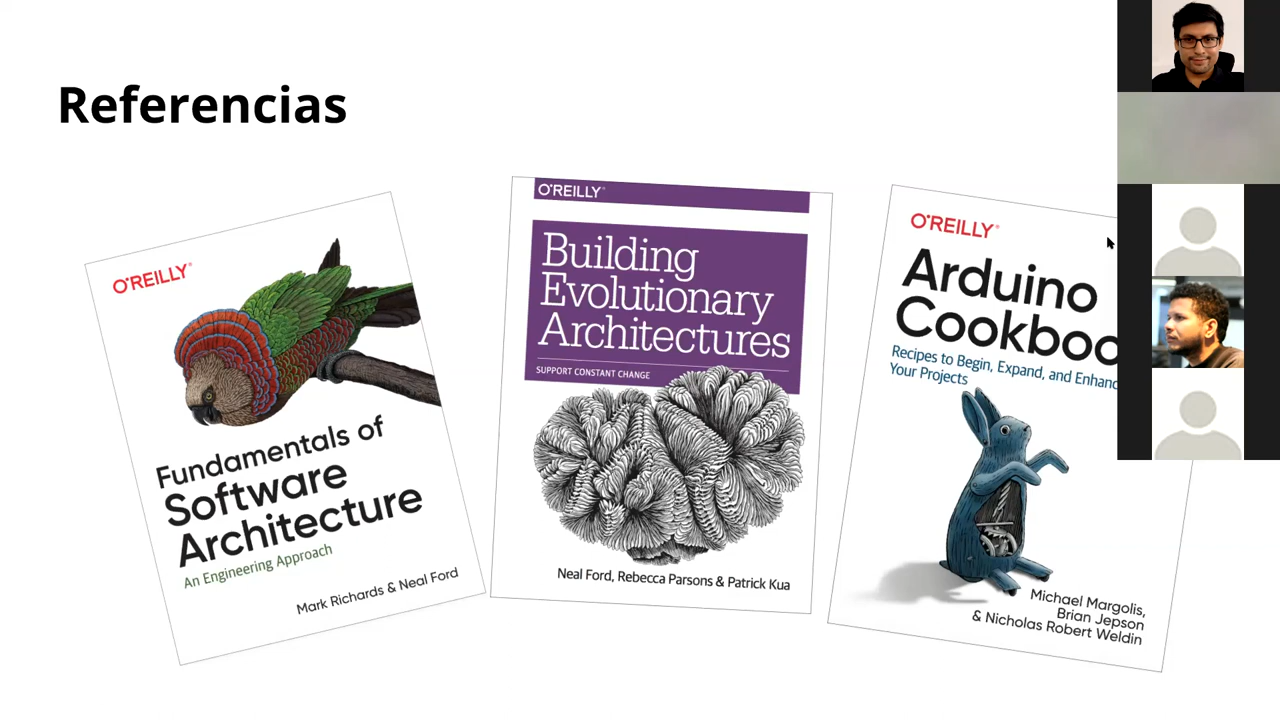 Referencias
O'REILLY®
Fundamentals of
Software
Architecture
An Engineering Approach
Mark Richards & Neal Ford
O'REILLY®
Building
Evolutionary
Architectures
SUPPORT CONSTANT CHANGE
Neal Ford, Rebecca Parsons & Patrick Kua
O'REILLY®
Arduino
Cookboo
Recipes to Begin, Expand, and Enhanc
Your Projects
Michael Margolis,
Brian Jepson
& Nicholas Robert Weldin